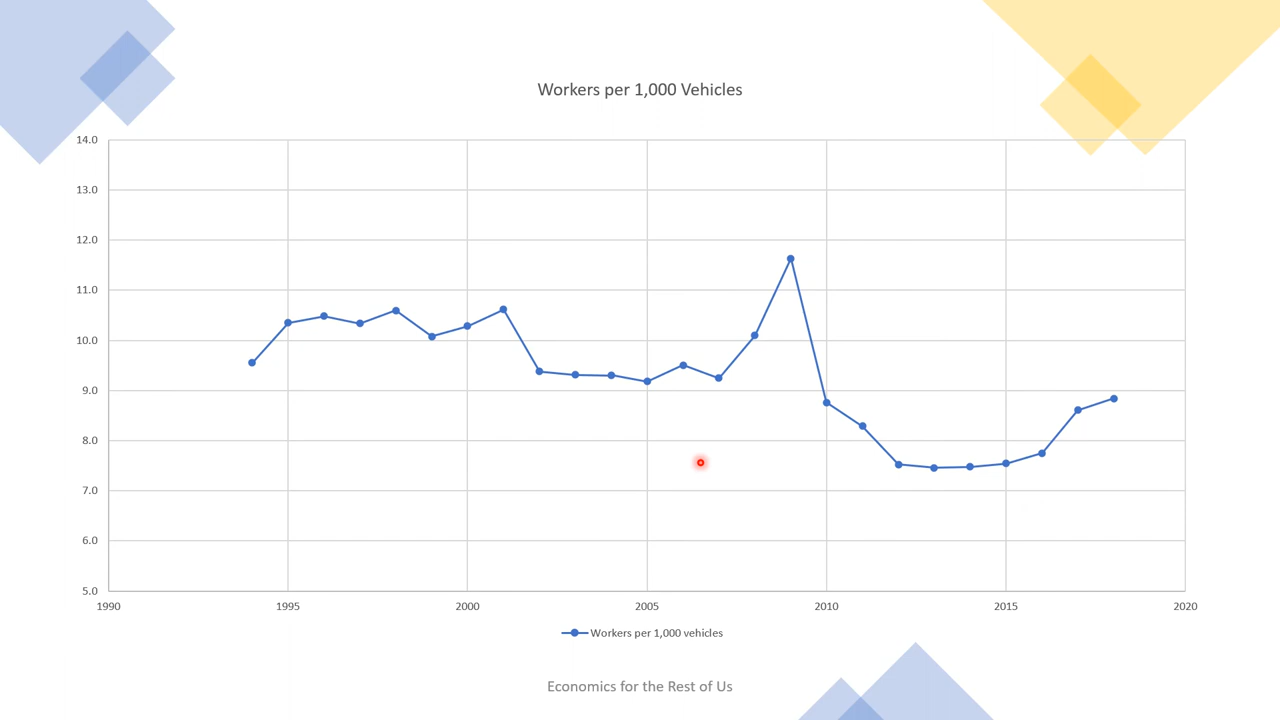 Workers per 1,000 Vehicles
14.0
13.0
12.0
11.0
10.0
9.0
8.0
7.0
6.0
5.0
1990 1995 2000 2005 2010 2015 2020
Workers per 1,000 vehicles
Economics for the Rest of Us